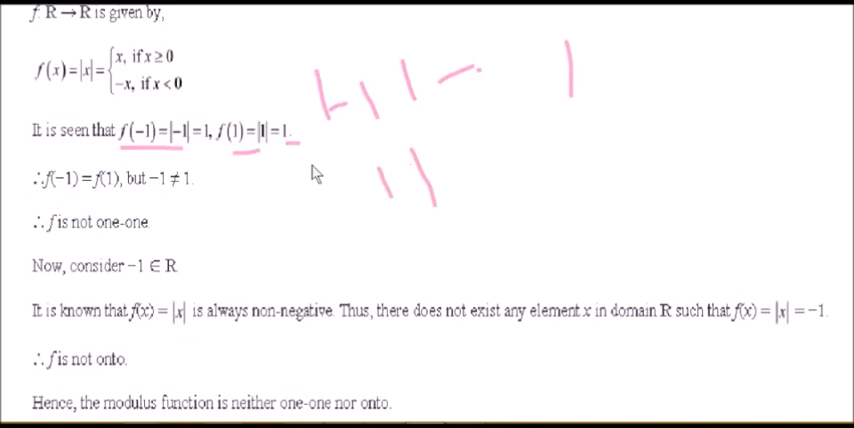 f: R → R is given by,
f(x) = |x| = { x, if x ≥ 0
−x, if x < 0
It is seen that f(−1) = |−1| = 1, f(1) = |1| = 1.
∴ f(−1) = f(1), but −1 ≠ 1.
∴ f is not one-one.
Now, consider −1 ∈ R.
It is known that f(x) = |x| is always non-negative. Thus, there does not exist any element x in domain R such that f(x) = |x| = −1.
∴ f is not onto.
Hence, the modulus function is neither one-one nor onto.